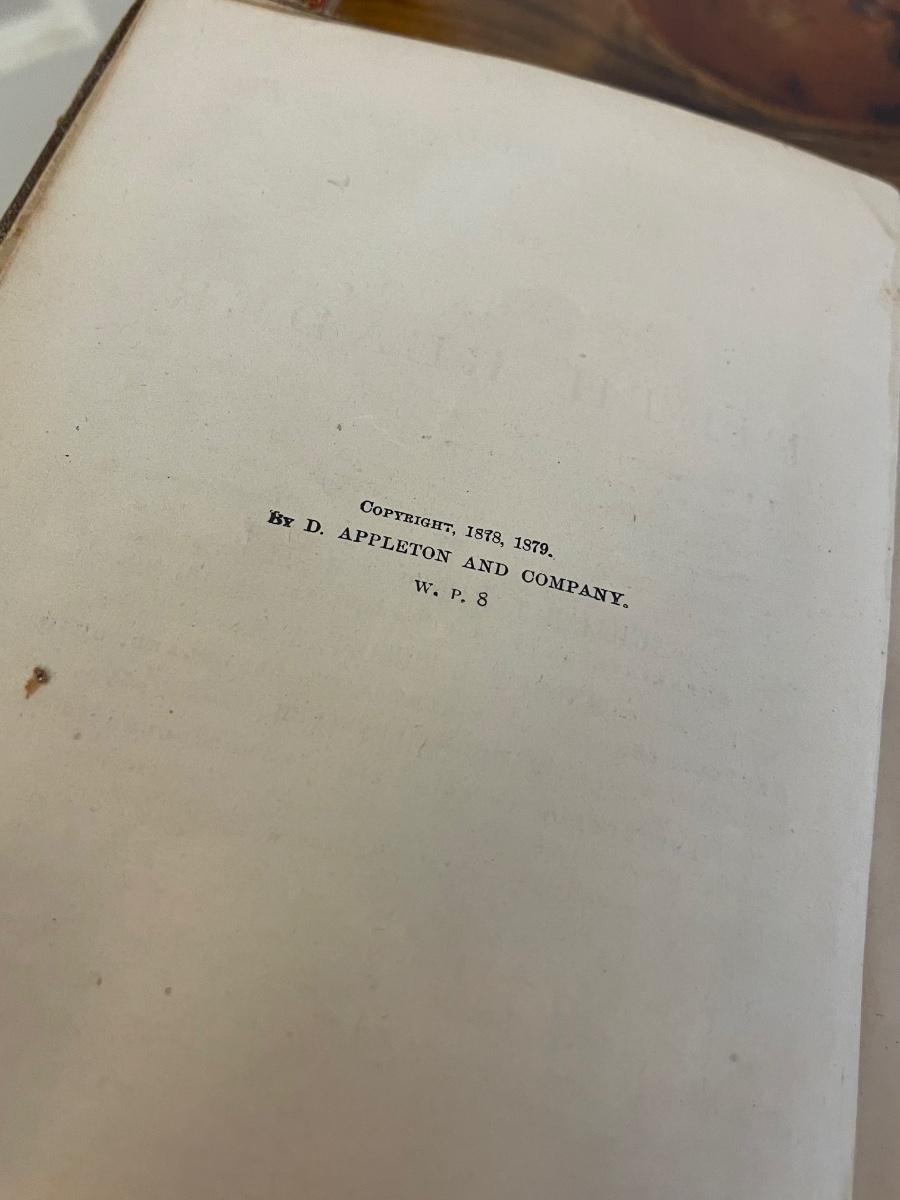 COPYRIGHT, 1878, 1879.
BY D. APPLETON AND COMPANY.
W. P. 8